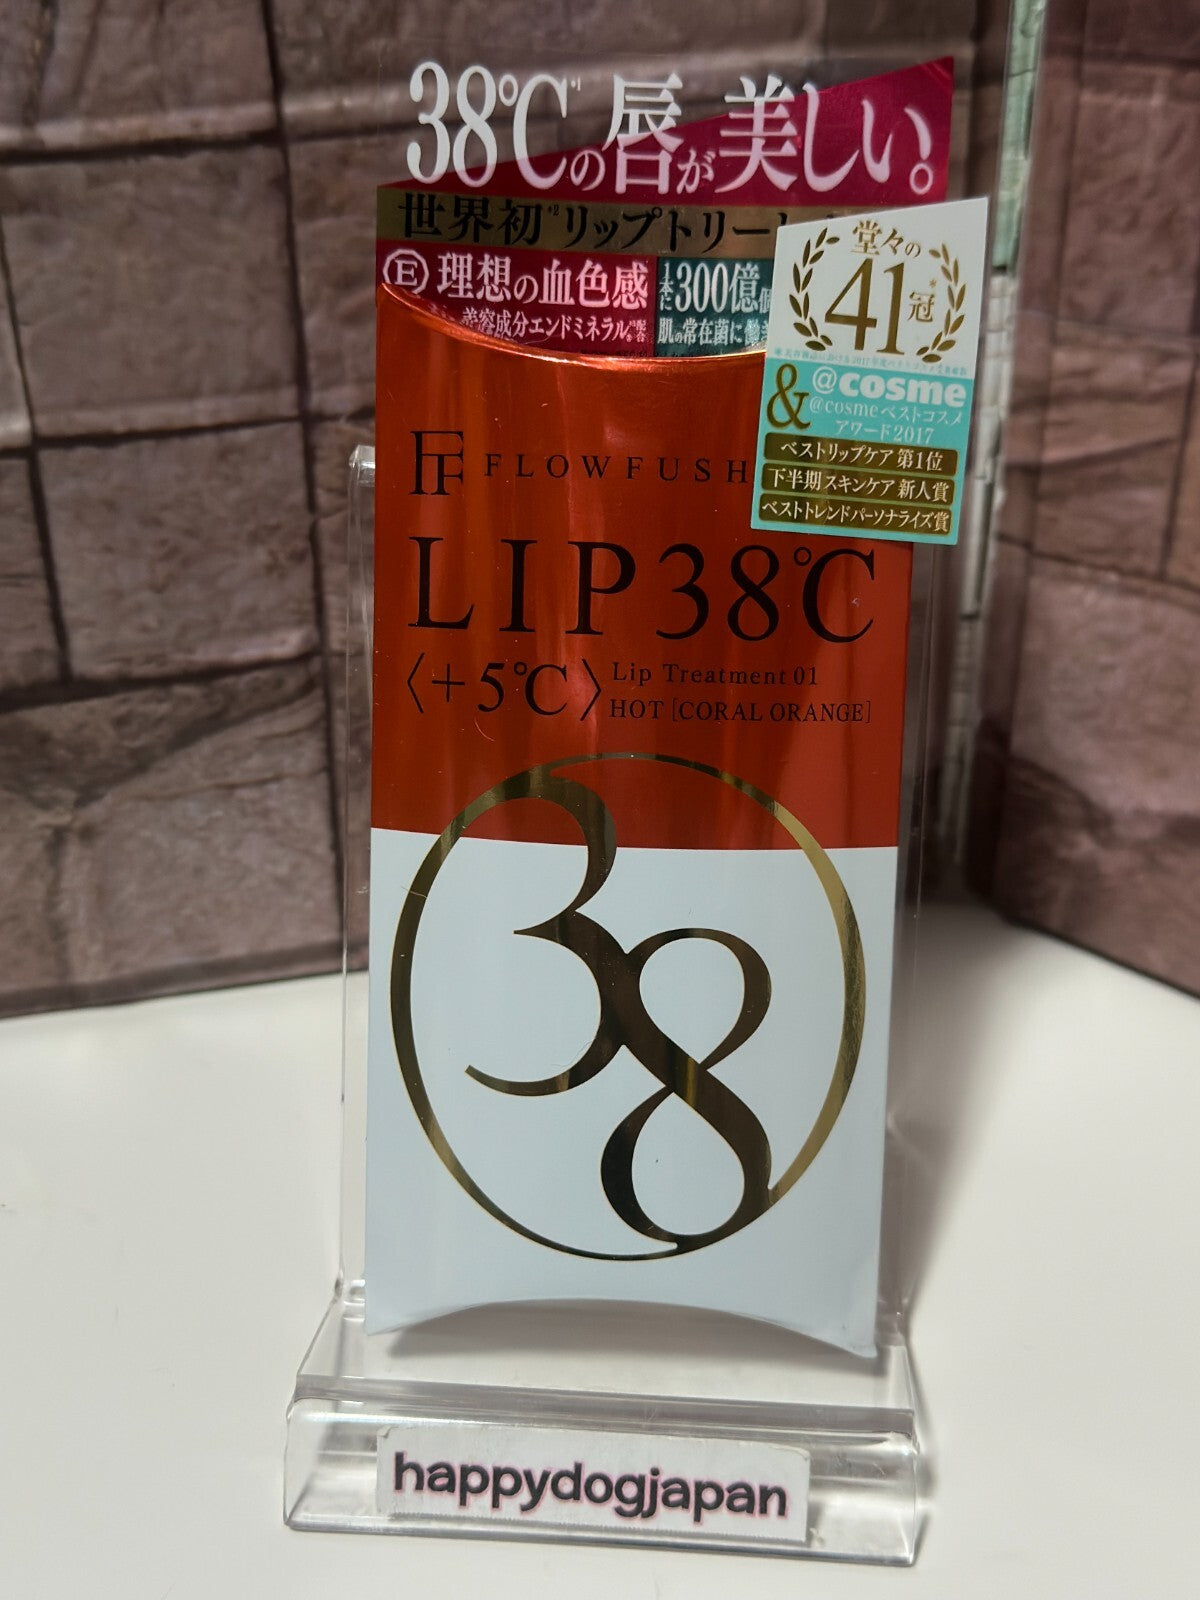 38℃*1の唇が美しい。
世界初*2リップトリート
Ⓔ理想の血色感
美容成分エンドミネラル
1本に300億個
肌の常在菌に働き
堂々の
41冠*
&
@cosme
@cosmeベストコスメ
アワード2017
ベストリップケア 第1位
下半期スキンケア 新人賞
ベストトレンドパーソナライズ賞
FF FLOWFUSH
LIP38℃
〈+5℃〉
Lip Treatment 01
HOT [CORAL ORANGE]
38
happydogjapan